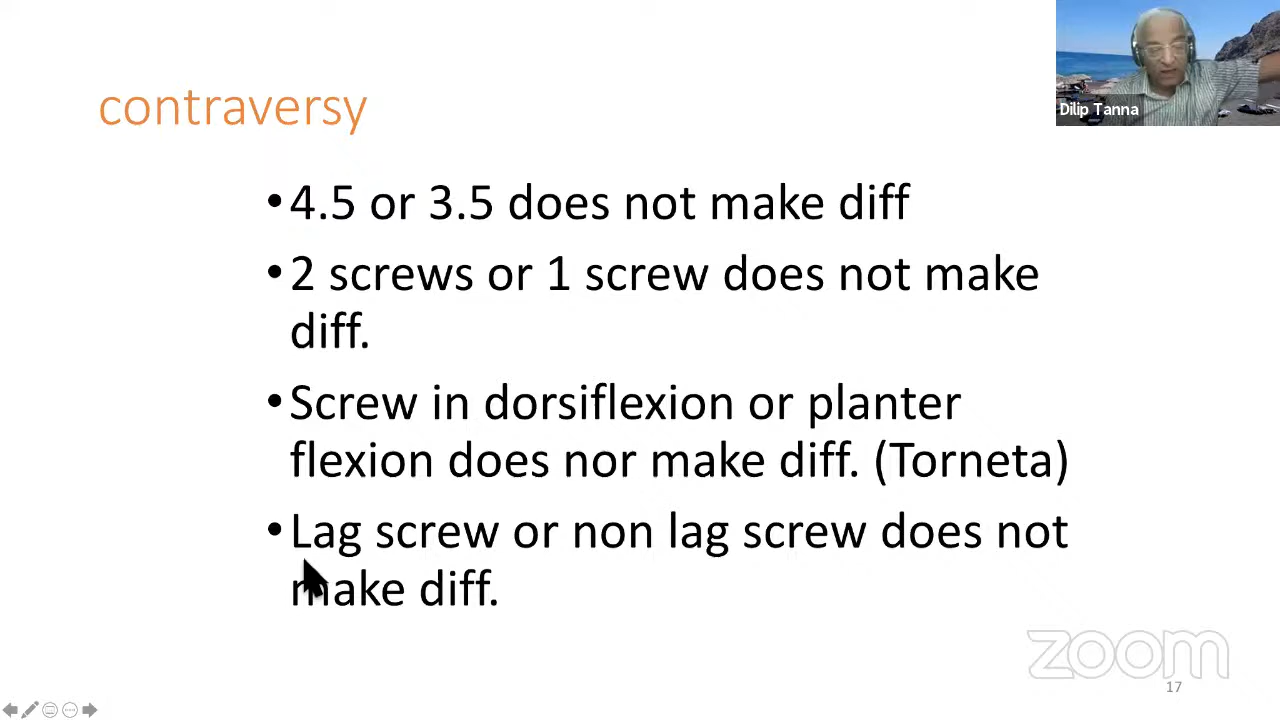 contraversy
Dilip Tanna
•4.5 or 3.5 does not make diff
•2 screws or 1 screw does not make
diff.
•Screw in dorsiflexion or planter
flexion does nor make diff. (Torneta)
•Lag screw or non lag screw does not
make diff.
zoom
17